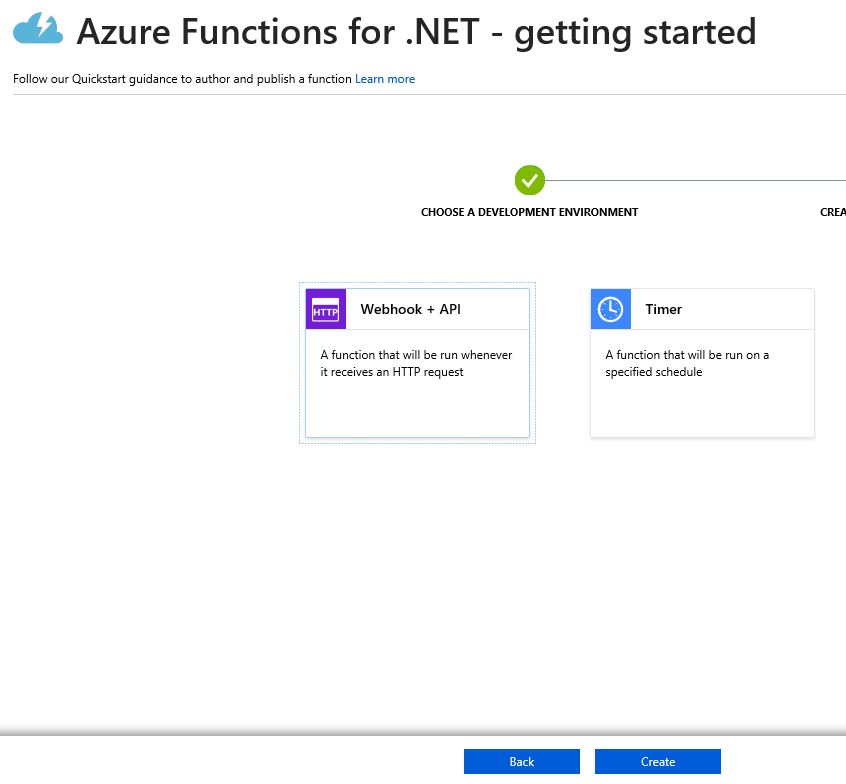 Azure Functions for .NET - getting started
Follow our Quickstart guidance to author and publish a function Learn more
CHOOSE A DEVELOPMENT ENVIRONMENT
CREA
HTTP
Webhook + API
Timer
A function that will be run whenever
it receives an HTTP request
A function that will be run on a
specified schedule
Back
Create